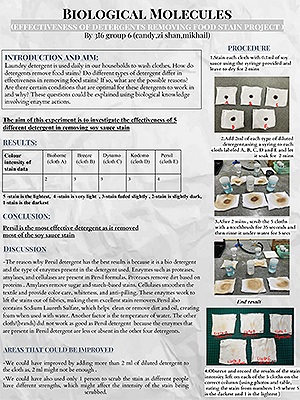 BIOLOGICAL MOLECULES
(EFFECTIVENESS OF DETERGENTS REMOVING FOOD STAIN PROJECT)
By 3I6 group 6 (candy,zi shan,mikhail)
INTRODUCTION AND AIM:
Laundry detergent is used daily in our households to wash clothes. How do
detergents remove food stains? Do different types of detergent differ in
effectiveness in removing food stains? If so, what are the possible reasons?
Are there certain conditions that are optimal for these detergents to work in
and why? These questions could be explained using biological knowledge
involving enzyme actions.
The aim of this experiment is to investigate the effectiveness of 5
different detergent in removing soy sauce stain
RESULTS:
Colour intensity of stain data
(cloth A)
Breeze (cloth B)
Dynamo (cloth C)
(cloth D)
Persil (cloth E)
5 -stain is the lightest, 4 -stain is very light , 3-stain faded slightly , 2-stain is slightly dark,
1-stain is the darkest
CONCLUSION:
Persil is the most effective detergent as it removed
most of the soy sauce stain
DISCUSSION
-The reason why Persil detergent has the best results is because it is a bio detergent
and the type of enzymes present in the detergent used. Enzymes such as proteases,
amylases, and cellulases are present in Persil formulas. Proteases remove dirt based on
proteins . Amylases remove sugar and starch-based stains. Cellulases smoothen the
textile and provide color care, whiteness, and anti-pilling. These enzymes work to
lift the stains out of fabrics, making them excellent stain removers.Persil also
contains Sodium Laureth Sulfate, which helps clean or remove dirt and oil, creating
foam when used with water. Another factor is the temperature of water. The other
cloth/(brands) did not work as good as Persil detergent because the enzymes that
are present in Persil detergent are less or absent in the other four detergents.
AREAS THAT COULD BE IMPROVED
-We could have improved by adding more than 2 ml of diluted detergent to
the cloth as, 2 ml might not be enough .
-We could have also used only 1 person to scrub the stain as different people
have different strengths, which might affect the intensity of the stain being
scrubbed.
PROCEDURE
1.Stain each cloth with 0.1ml of soy
sauce using the syringe provided and
leave to dry for 2 mins
2.Add 2ml of each type of diluted
detergent using a syringe to each
cloth labeled A, B, C, D and E and let
it soak for 2 mins
3.After 2 mins , scrub the 5 cloths
with a toothbrush for 35 seconds and
then rinse it under water for 5 sec
End result
4.Observe and record the results of the stain
intensity left on each of the 5 cloths on the
correct column (using photos and table,
rating the stain from numbers 1-5 where 5
is the darkest and 1 is the lightest )